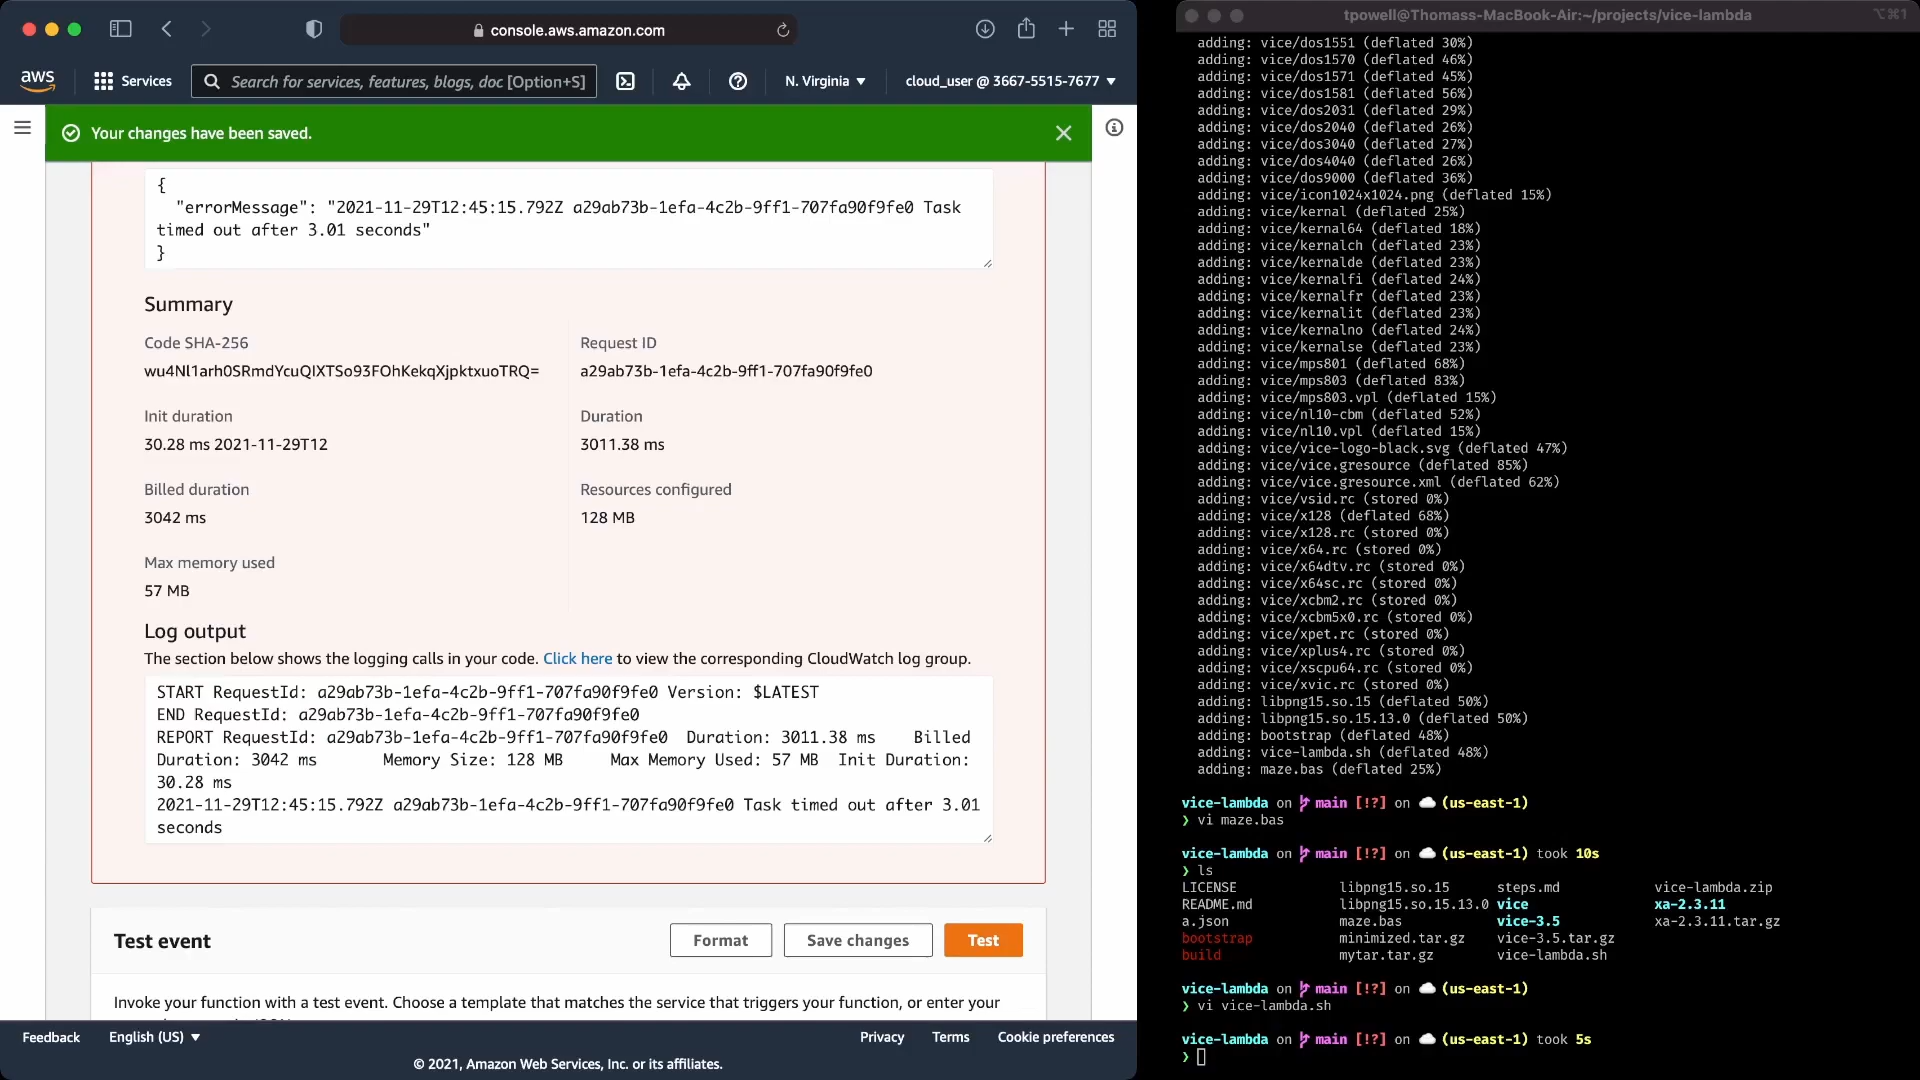 console.aws.amazon.com
aws
Services
Search for services, features, blogs, doc [Option+S]
N. Virginia ▼
cloud_user @ 3667-5515-7677 ▼
Your changes have been saved.
{
"errorMessage": "2021-11-29T12:45:15.792Z a29ab73b-1efa-4c2b-9ff1-707fa90f9fe0 Task
timed out after 3.01 seconds"
}
Summary
Code SHA-256
wu4Nl1arh0SRmdYcuQIXTSo93FOhKekqXjpktxuoTRQ=
Request ID
a29ab73b-1efa-4c2b-9ff1-707fa90f9fe0
Init duration
30.28 ms 2021-11-29T12
Duration
3011.38 ms
Billed duration
3042 ms
Resources configured
128 MB
Max memory used
57 MB
Log output
The section below shows the logging calls in your code. Click here to view the corresponding CloudWatch log group.
START RequestId: a29ab73b-1efa-4c2b-9ff1-707fa90f9fe0 Version: $LATEST
END RequestId: a29ab73b-1efa-4c2b-9ff1-707fa90f9fe0
REPORT RequestId: a29ab73b-1efa-4c2b-9ff1-707fa90f9fe0 Duration: 3011.38 ms Billed
Duration: 3042 ms Memory Size: 128 MB Max Memory Used: 57 MB Init Duration:
30.28 ms
2021-11-29T12:45:15.792Z a29ab73b-1efa-4c2b-9ff1-707fa90f9fe0 Task timed out after 3.01
seconds
Test event
Format
Save changes
Test
Invoke your function with a test event. Choose a template that matches the service that triggers your function, or enter your
Feedback
English (US) ▼
Privacy
Terms
Cookie preferences
© 2021, Amazon Web Services, Inc. or its affiliates.
tpowell@Thomass-MacBook-Air:~/projects/vice-lambda
⌥⌘1
adding: vice/dos1551 (deflated 30%)
adding: vice/dos1570 (deflated 46%)
adding: vice/dos1571 (deflated 45%)
adding: vice/dos1581 (deflated 56%)
adding: vice/dos2031 (deflated 29%)
adding: vice/dos2040 (deflated 26%)
adding: vice/dos3040 (deflated 27%)
adding: vice/dos4040 (deflated 26%)
adding: vice/dos9000 (deflated 36%)
adding: vice/icon1024x1024.png (deflated 15%)
adding: vice/kernal (deflated 25%)
adding: vice/kernal64 (deflated 18%)
adding: vice/kernalch (deflated 23%)
adding: vice/kernalde (deflated 23%)
adding: vice/kernalfi (deflated 24%)
adding: vice/kernalfr (deflated 23%)
adding: vice/kernalit (deflated 23%)
adding: vice/kernalno (deflated 24%)
adding: vice/kernalse (deflated 23%)
adding: vice/mps801 (deflated 68%)
adding: vice/mps803 (deflated 83%)
adding: vice/mps803.vpl (deflated 15%)
adding: vice/nl10-cbm (deflated 52%)
adding: vice/nl10.vpl (deflated 15%)
adding: vice/vice-logo-black.svg (deflated 47%)
adding: vice/vice.gresource (deflated 85%)
adding: vice/vice.gresource.xml (deflated 62%)
adding: vice/vsid.rc (stored 0%)
adding: vice/x128 (deflated 68%)
adding: vice/x128.rc (stored 0%)
adding: vice/x64.rc (stored 0%)
adding: vice/x64dtv.rc (stored 0%)
adding: vice/x64sc.rc (stored 0%)
adding: vice/xcbm2.rc (stored 0%)
adding: vice/xcbm5x0.rc (stored 0%)
adding: vice/xpet.rc (stored 0%)
adding: vice/xplus4.rc (stored 0%)
adding: vice/xscpu64.rc (stored 0%)
adding: vice/xvic.rc (stored 0%)
adding: libpng15.so.15 (deflated 50%)
adding: libpng15.so.15.13.0 (deflated 50%)
adding: bootstrap (deflated 48%)
adding: vice-lambda.sh (deflated 48%)
adding: maze.bas (deflated 25%)
vice-lambda on main [!?] on ☁️ (us-east-1)
❯ vi maze.bas
vice-lambda on main [!?] on ☁️ (us-east-1) took 10s
❯ ls
LICENSE libpng15.so.15 steps.md vice-lambda.zip
README.md libpng15.so.15.13.0 vice xa-2.3.11
a.json maze.bas vice-3.5 xa-2.3.11.tar.gz
bootstrap minimized.tar.gz vice-3.5.tar.gz
build mytar.tar.gz vice-lambda.sh
vice-lambda on main [!?] on ☁️ (us-east-1)
❯ vi vice-lambda.sh
vice-lambda on main [!?] on ☁️ (us-east-1) took 5s
❯